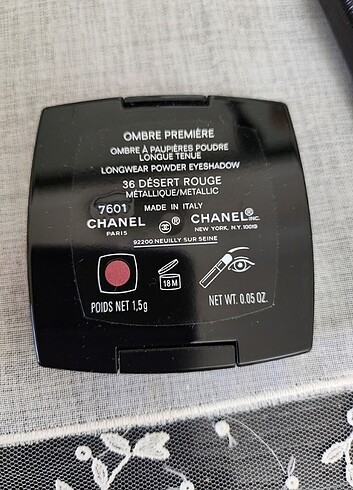 OMBRE PREMIÈRE
OMBRE À PAUPIÈRES POUDRE
LONGUE TENUE
LONGWEAR POWDER EYESHADOW
36 DÉSERT ROUGE
MÉTALLIQUE/METALLIC
7601 MADE IN ITALY
CHANEL ® CHANEL® INC.
PARIS NEW YORK, N.Y. 10019
92200 NEUILLY SUR SEINE
18 M
POIDS NET 1,5g NET WT. 0.05 OZ.